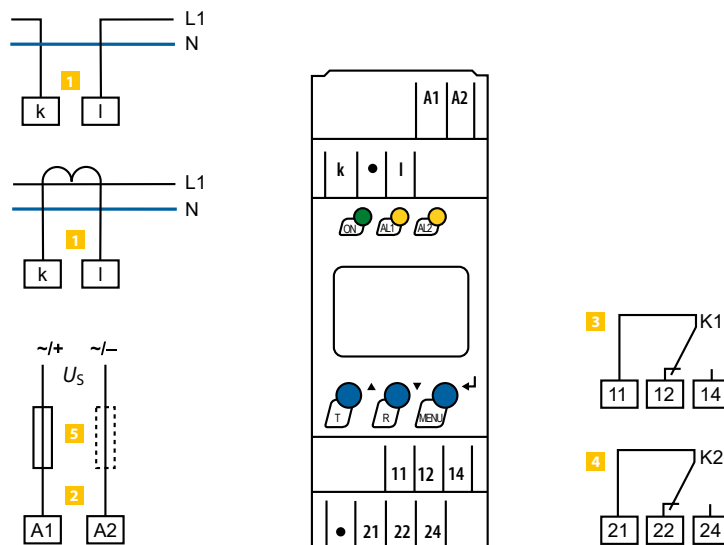 L1
N
1
k l
L1
N
1
k l
~/+ ~/–
US
5
2
A1 A2
A1 A2
k • l
ON AL1 AL2
T R MENU
11 12 14
• 21 22 24
3
K1
11 12 14
4
K2
21 22 24